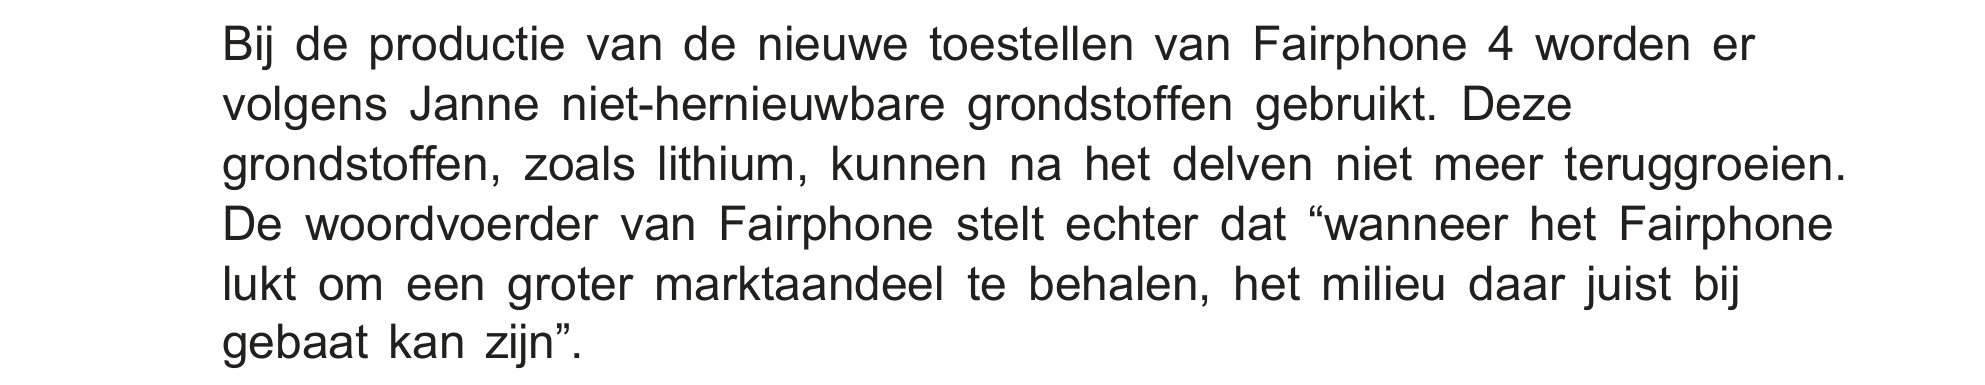 Bij de productie van de nieuwe toestellen van Fairphone 4 worden er
volgens Janne niet-hernieuwbare grondstoffen gebruikt. Deze
grondstoffen, zoals lithium, kunnen na het delven niet meer teruggroeien.
De woordvoerder van Fairphone stelt echter dat “wanneer het Fairphone
lukt om een groter marktaandeel te behalen, het milieu daar juist bij
gebaat kan zijn”.